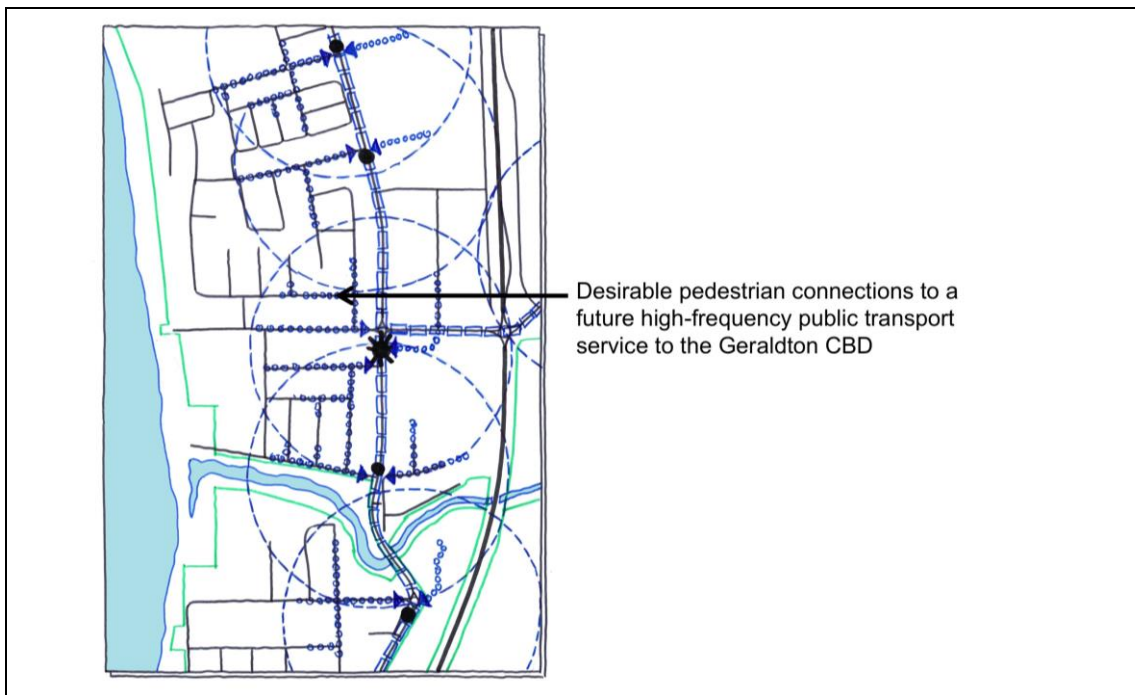 Desirable pedestrian connections to a
future high-frequency public transport
service to the Geraldton CBD